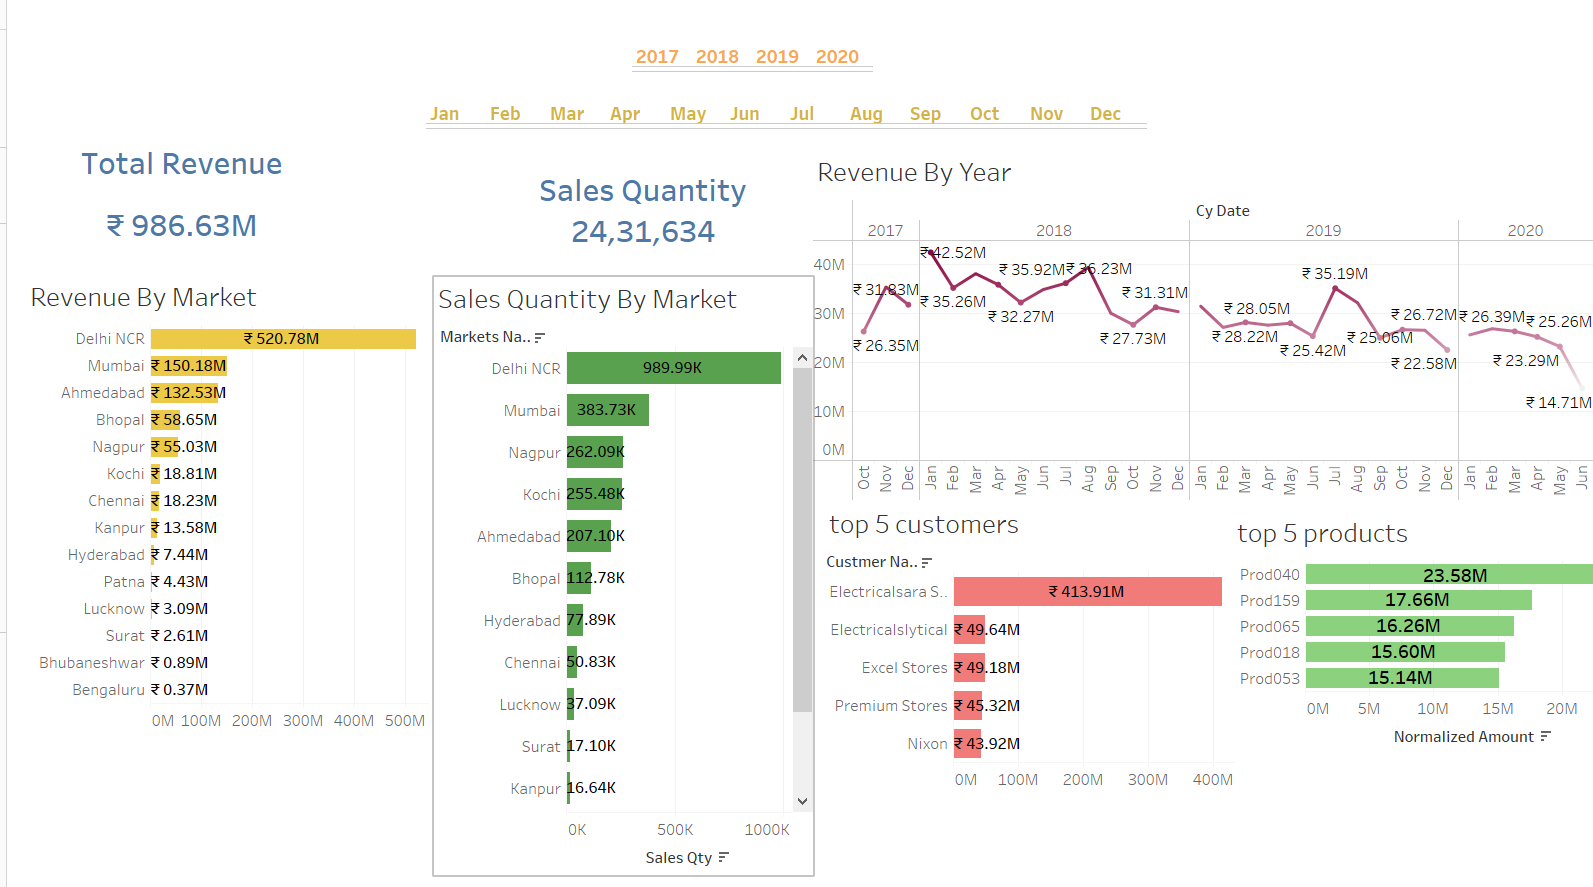 2017 2018 2019 2020
Jan Feb Mar Apr May Jun Jul Aug Sep Oct Nov Dec
Total Revenue
₹ 986.63M
Sales Quantity
24,31,634
Revenue By Market
Delhi NCR ₹ 520.78M
Mumbai ₹ 150.18M
Ahmedabad ₹ 132.53M
Bhopal ₹ 58.65M
Nagpur ₹ 55.03M
Kochi ₹ 18.81M
Chennai ₹ 18.23M
Kanpur ₹ 13.58M
Hyderabad ₹ 7.44M
Patna ₹ 4.43M
Lucknow ₹ 3.09M
Surat ₹ 2.61M
Bhubaneshwar ₹ 0.89M
Bengaluru ₹ 0.37M
0M 100M 200M 300M 400M 500M
Sales Quantity By Market
Markets Na..
Delhi NCR 989.99K
Mumbai 383.73K
Nagpur 262.09K
Kochi 255.48K
Ahmedabad 207.10K
Bhopal 112.78K
Hyderabad 77.89K
Chennai 50.83K
Lucknow 37.09K
Surat 17.10K
Kanpur 16.64K
0K 500K 1000K
Sales Qty
Revenue By Year
Cy Date
2017 2018 2019 2020
40M
30M
20M
10M
0M
₹ 31.83M
₹ 26.35M
₹ 42.52M
₹ 35.26M
₹ 35.92M
₹ 32.27M
₹ 36.23M
₹ 27.73M
₹ 31.31M
₹ 28.22M
₹ 28.05M
₹ 25.42M
₹ 35.19M
₹ 25.06M
₹ 26.72M
₹ 22.58M
₹ 26.39M
₹ 23.29M
₹ 25.26M
₹ 14.71M
Oct Nov Dec Jan Feb Mar Apr May Jun Jul Aug Sep Oct Nov Dec Jan Feb Mar Apr May Jun Jul Aug Sep Oct Nov Dec Jan Feb Mar Apr May Jun
top 5 customers
Custmer Na..
Electricalsara S.. ₹ 413.91M
Electricalslytical ₹ 49.64M
Excel Stores ₹ 49.18M
Premium Stores ₹ 45.32M
Nixon ₹ 43.92M
0M 100M 200M 300M 400M
top 5 products
Prod040 23.58M
Prod159 17.66M
Prod065 16.26M
Prod018 15.60M
Prod053 15.14M
0M 5M 10M 15M 20M
Normalized Amount